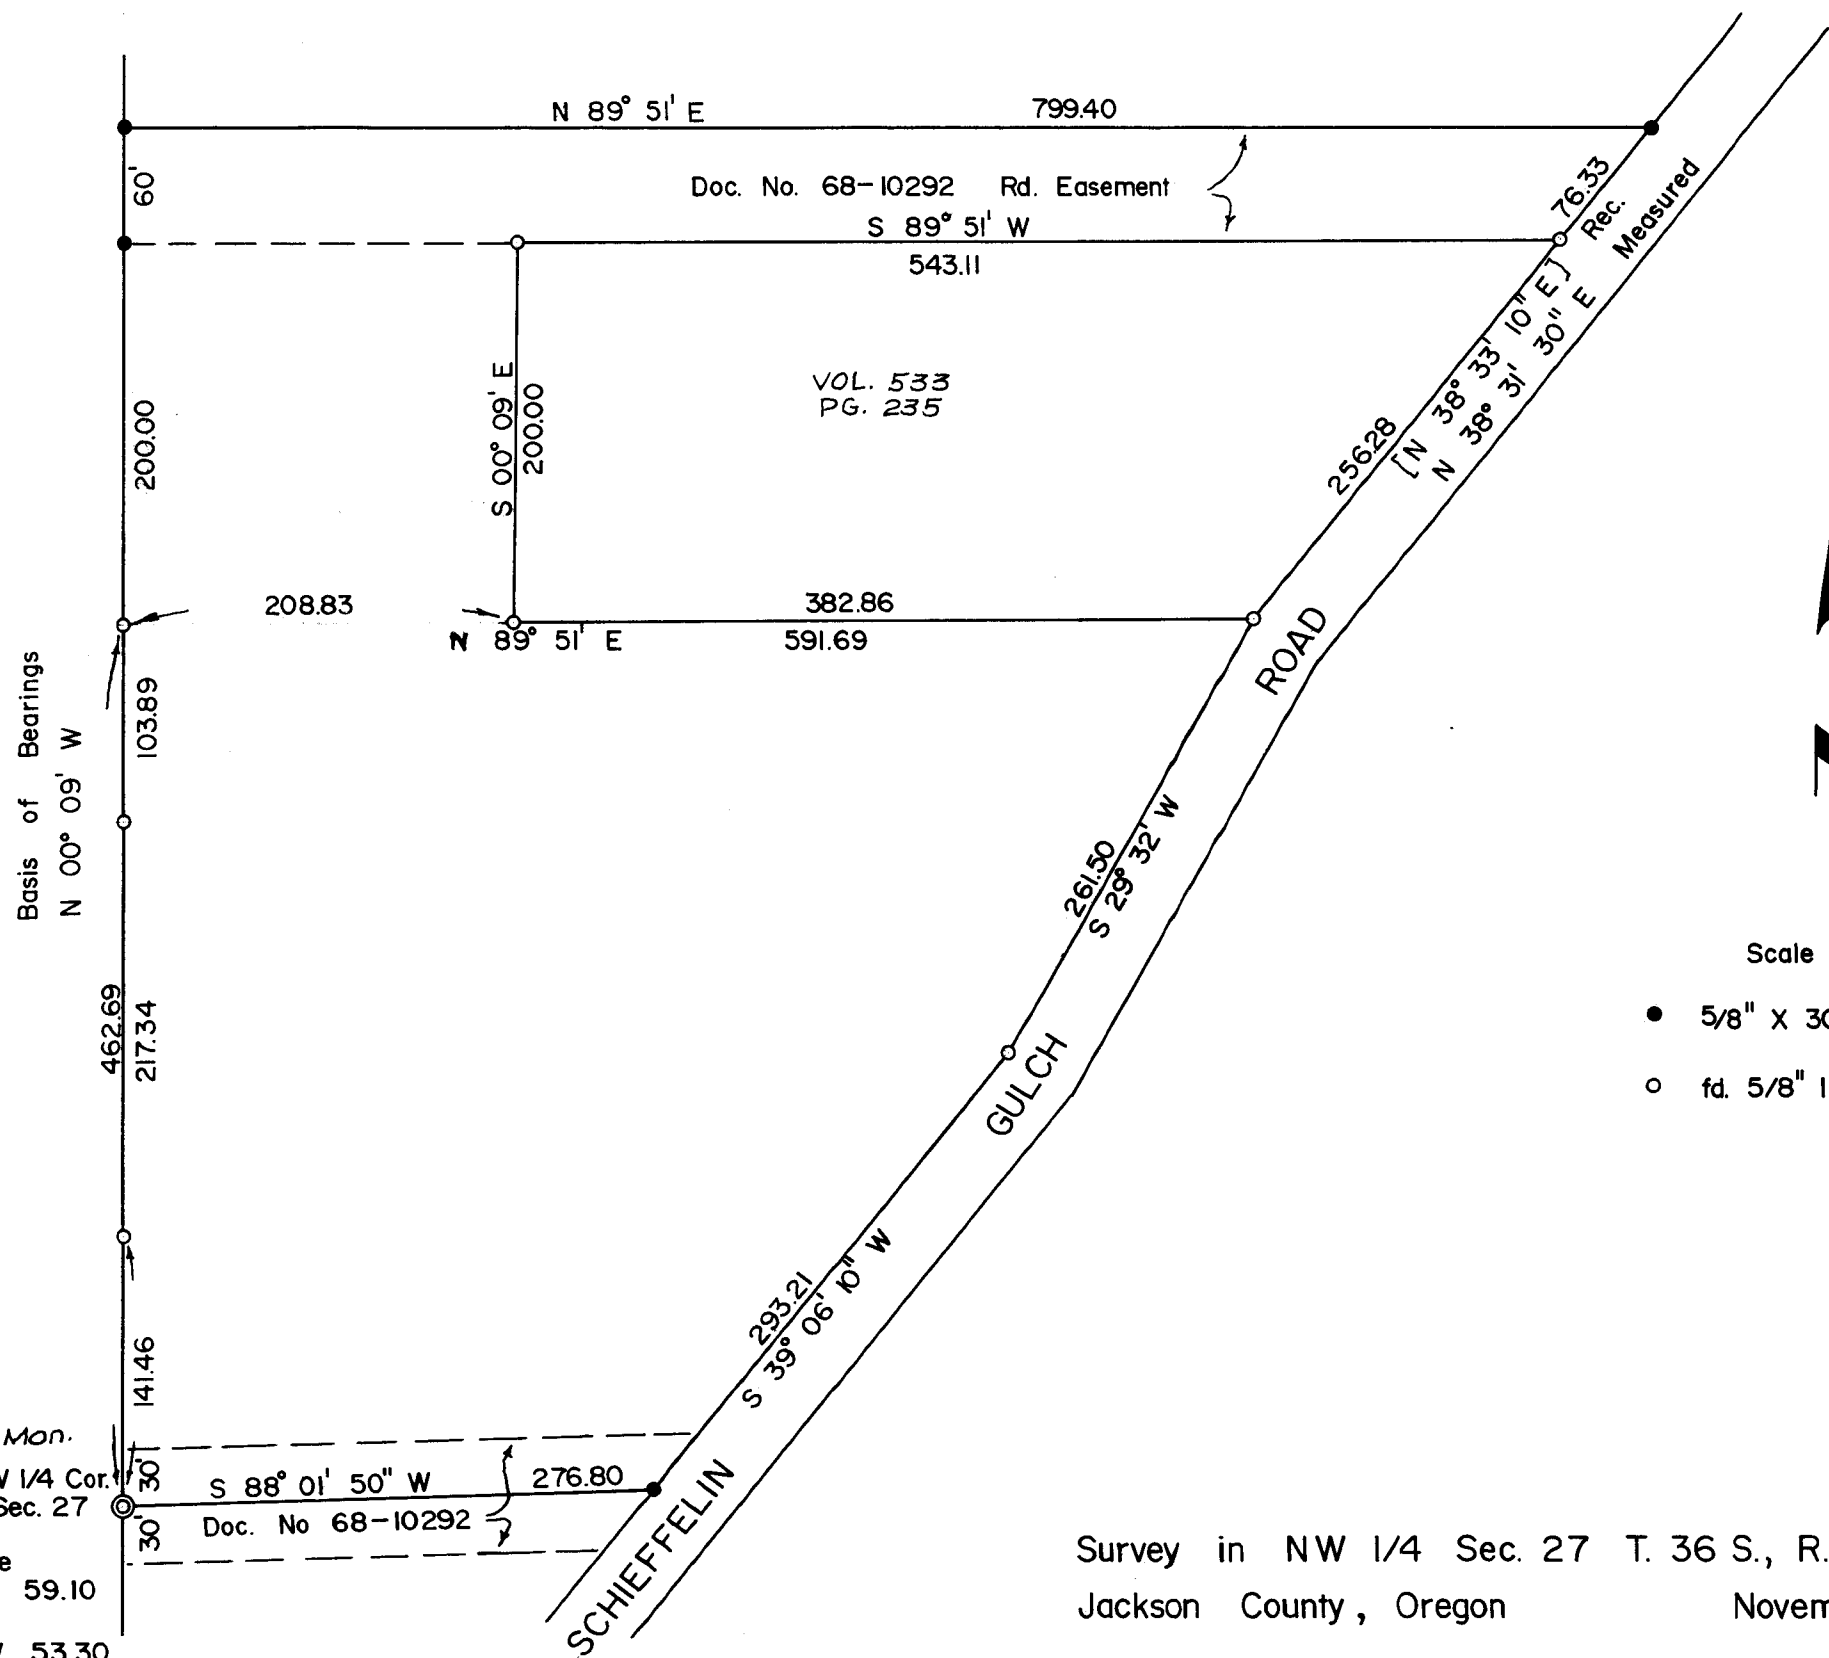 N 89° 51' E 799.40
60'
Doc. No. 68-10292 Rd. Easement
S 89° 51' W
543.11
76.33
Rec.
Measured
[N 38° 33' 10" E]
N 38° 31' 30" E
256.28
200.00
S 00° 09' E
200.00
VOL. 533
PG. 235
208.83
382.86
N 89° 51' E 591.69
Basis of Bearings
N 00° 09' W
103.89
ROAD
261.50
S 29° 32' W
Scale
5/8" X 30
fd. 5/8"
462.69
217.34
GULCH
293.21
S 39° 06' 10" W
141.46
Mon.
1/4 Cor.
Sec. 27
30'
S 88° 01' 50" W 276.80
Doc. No 68-10292
30'
SCHIEFFELIN
59.10
53.30
Survey in NW 1/4 Sec. 27 T. 36 S., R.
Jackson County, Oregon Novem